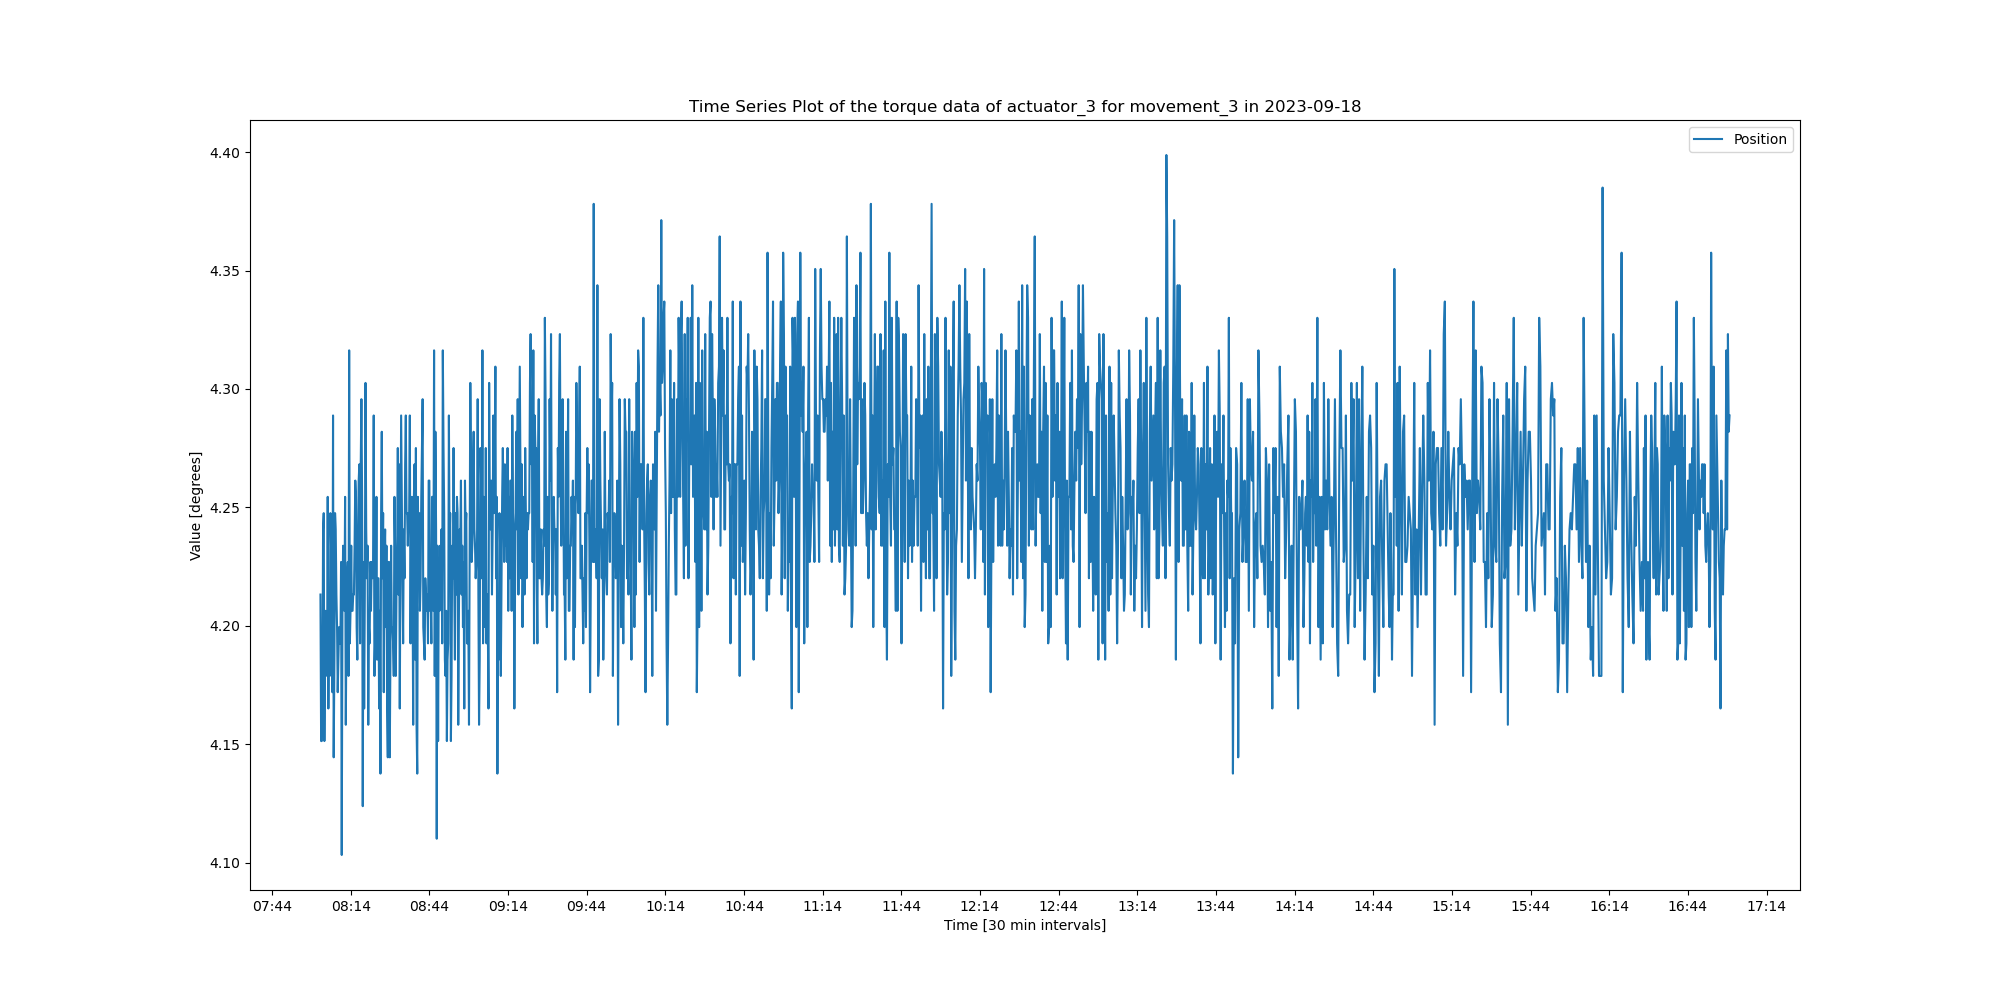 Time Series Plot of the torque data of actuator_3 for movement_3 in 2023-09-18
Position
4.40
4.35
4.30
4.25
4.20
4.15
4.10
Value [degrees]
07:44 08:14 08:44 09:14 09:44 10:14 10:44 11:14 11:44 12:14 12:44 13:14 13:44 14:14 14:44 15:14 15:44 16:14 16:44 17:14
Time [30 min intervals]